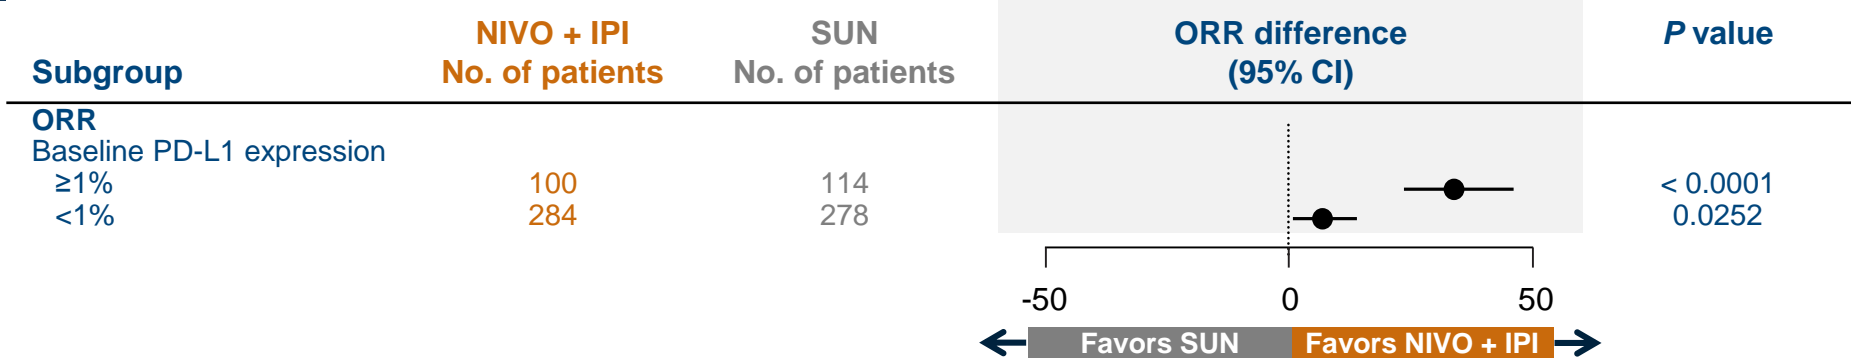 Subgroup NIVO + IPI No. of patients SUN No. of patients ORR difference (95% CI) P value
ORR
Baseline PD-L1 expression
≥1% 100 114 < 0.0001
<1% 284 278 0.0252
-50 0 50
Favors SUN Favors NIVO + IPI